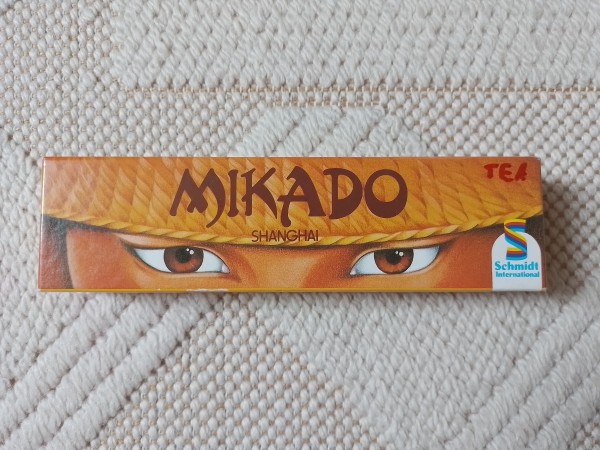 MIKADO
TEA
SHANGHAI
Schmidt
International